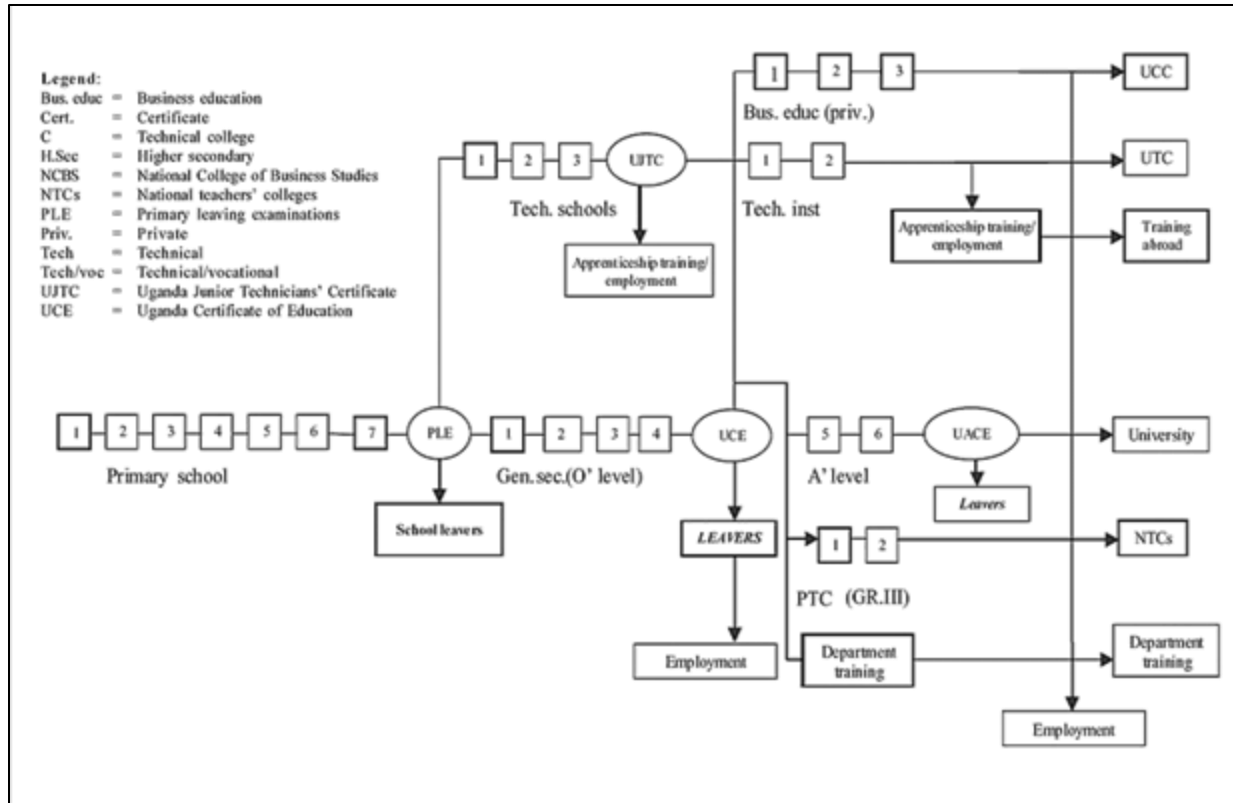 Legend:
Bus. educ = Business education
Cert. = Certificate
C = Technical college
H.Sec = Higher secondary
NCBS = National College of Business Studies
NTCs = National teachers' colleges
PLE = Primary leaving examinations
Priv. = Private
Tech = Technical
Tech/voc = Technical/vocational
UJTC = Uganda Junior Technicians' Certificate
UCE = Uganda Certificate of Education
1 2 3 UCC
Bus. educ (priv.)
1 2 3 UJTC 1 2 UTC
Tech. schools Tech. inst
Apprenticeship training/
employment
Training
abroad
Apprenticeship training/
employment
1 2 3 4 5 6 7 PLE 1 2 3 4 UCE 5 6 UACE University
Primary school Gen.sec.(O' level) A' level
School leavers
Leavers
LEAVERS
1 2 NTCs
PTC (GR.III)
Employment
Department
training
Department
training
Employment